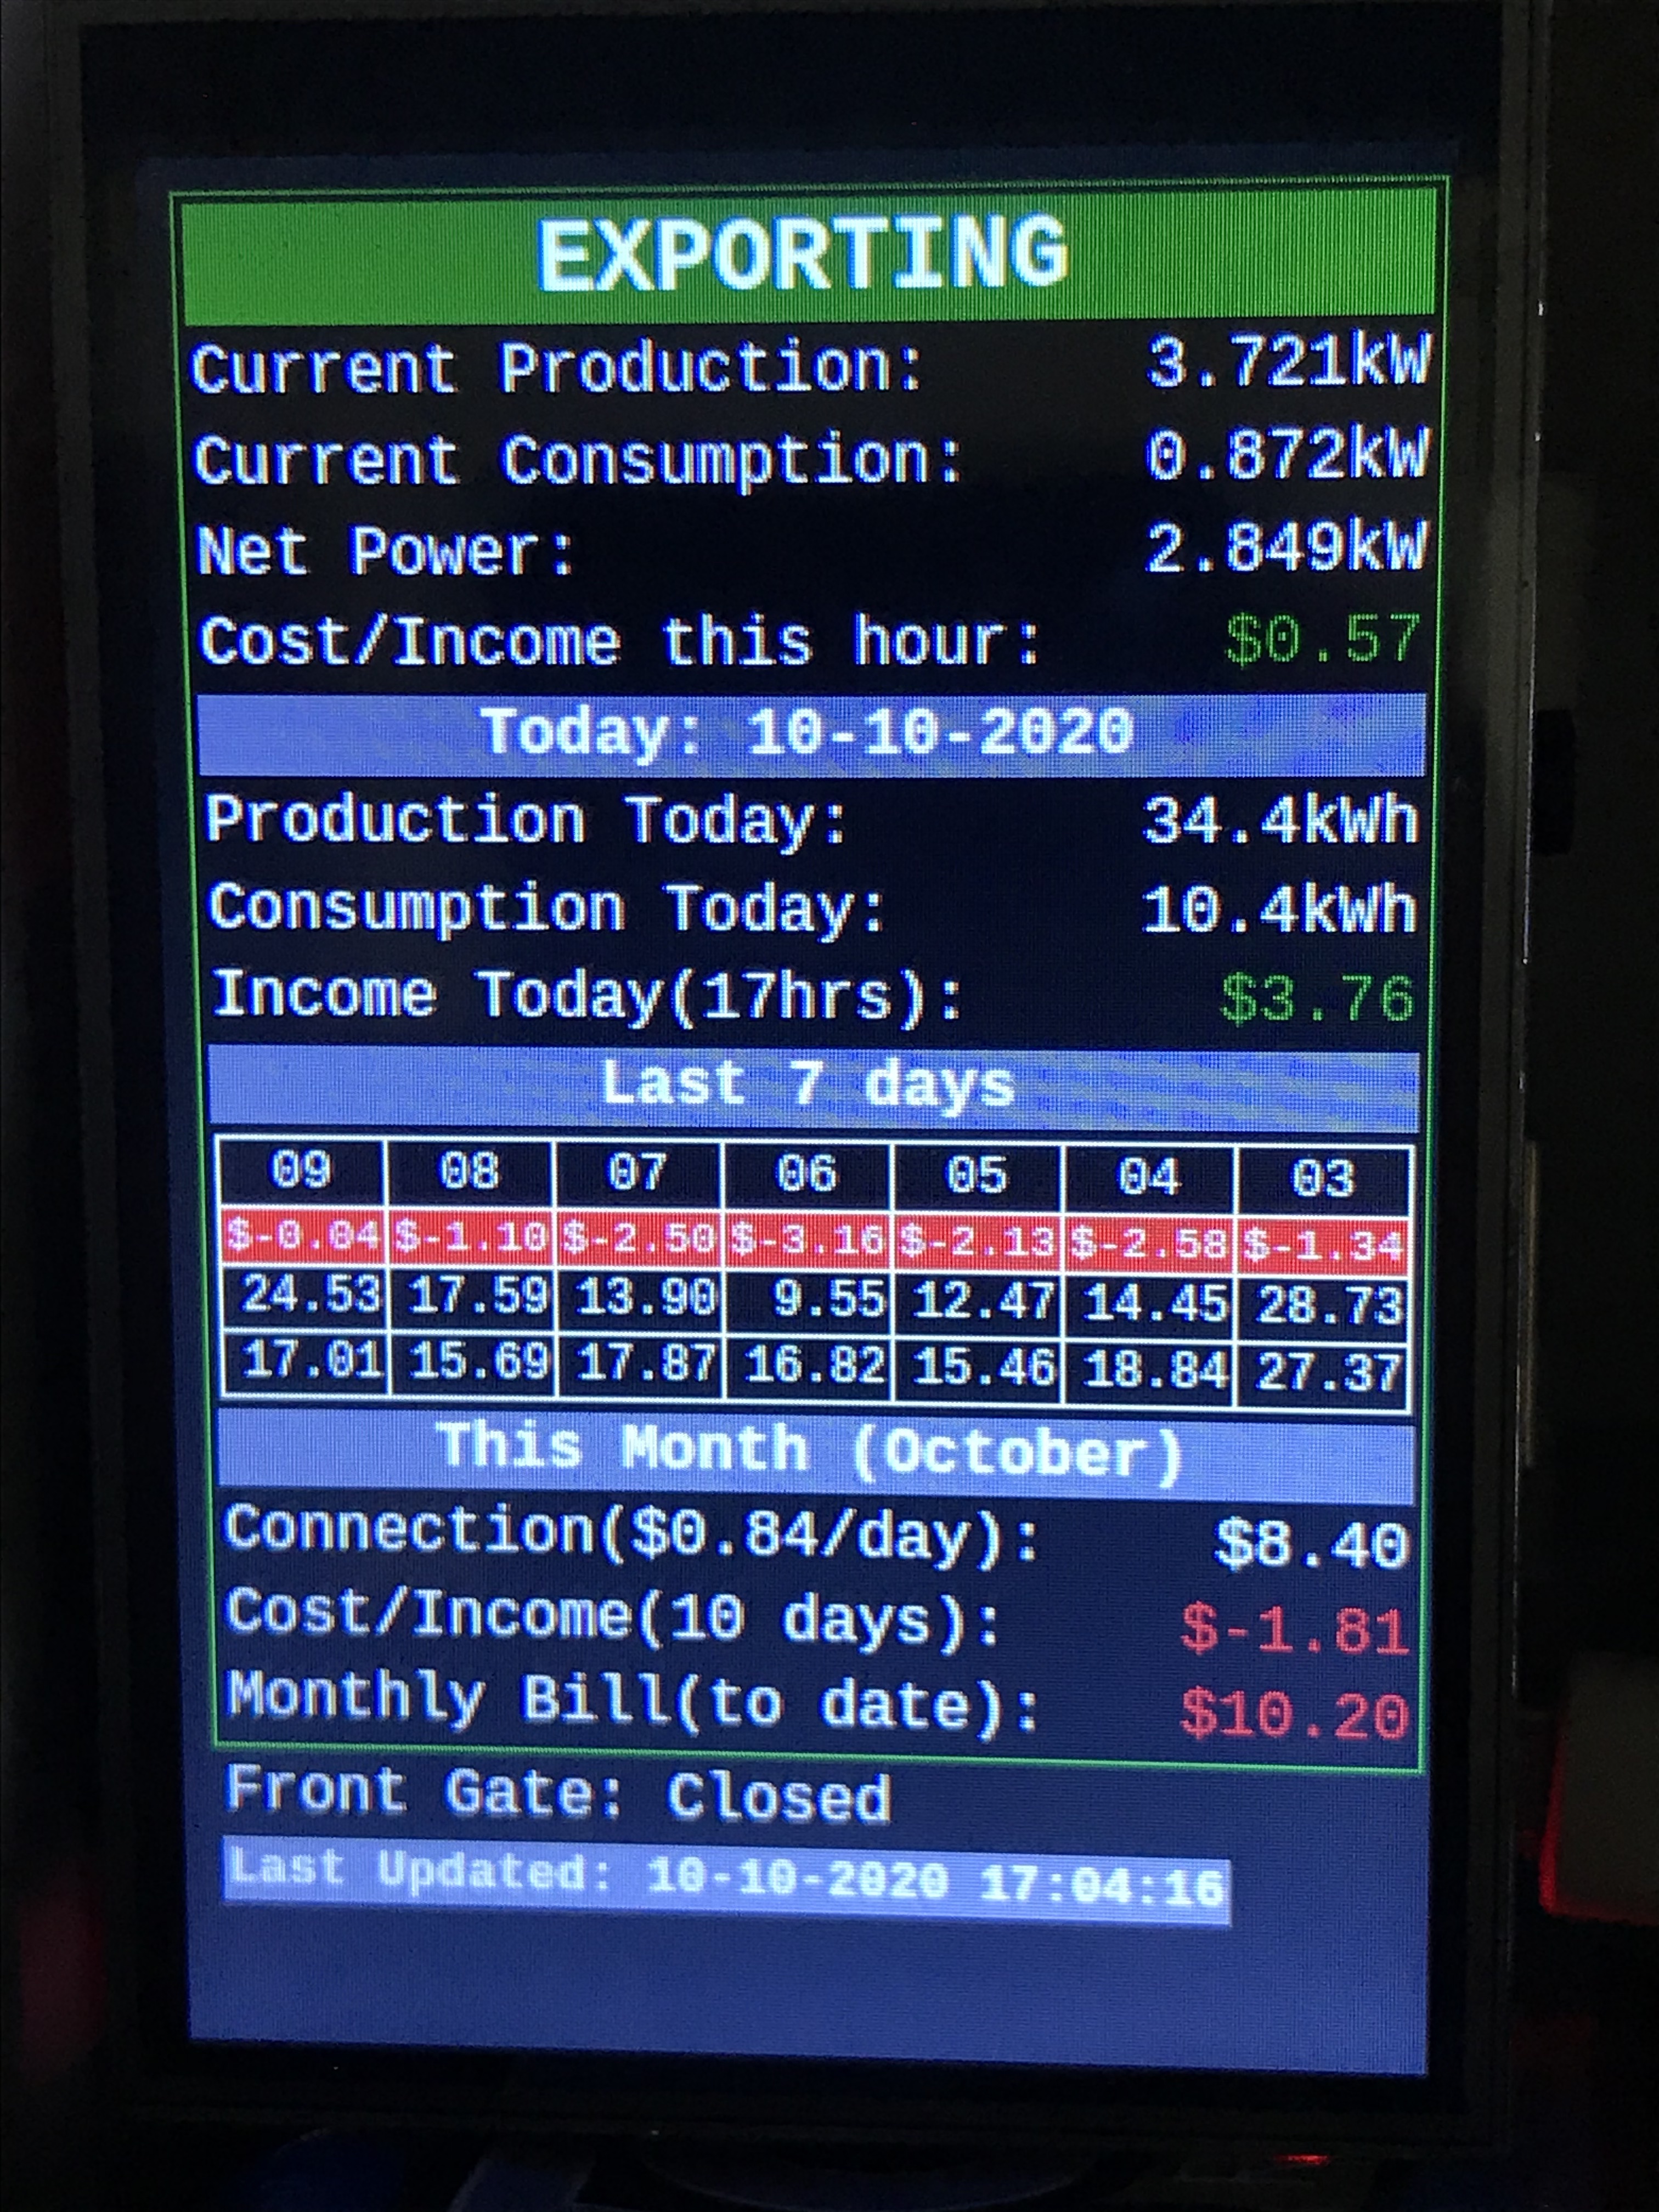 EXPORTING
Current Production: 3.721kW
Current Consumption: 0.872kW
Net Power: 2.849kW
Cost/Income this hour: $0.57
Today: 10-10-2020
Production Today: 34.4kWh
Consumption Today: 10.4kWh
Income Today(17hrs): $3.76
Last 7 days
09 08 07 06 05 04 03
$-0.04 $-1.10 $-2.50 $-3.16 $-2.13 $-2.58 $-1.34
24.53 17.59 13.90 9.55 12.47 14.45 28.73
17.01 15.69 17.87 16.82 15.46 18.84 27.37
This Month (October)
Connection($0.84/day): $8.40
Cost/Income(10 days): $-1.81
Monthly Bill(to date): $10.20
Front Gate: Closed
Last Updated: 10-10-2020 17:04:16